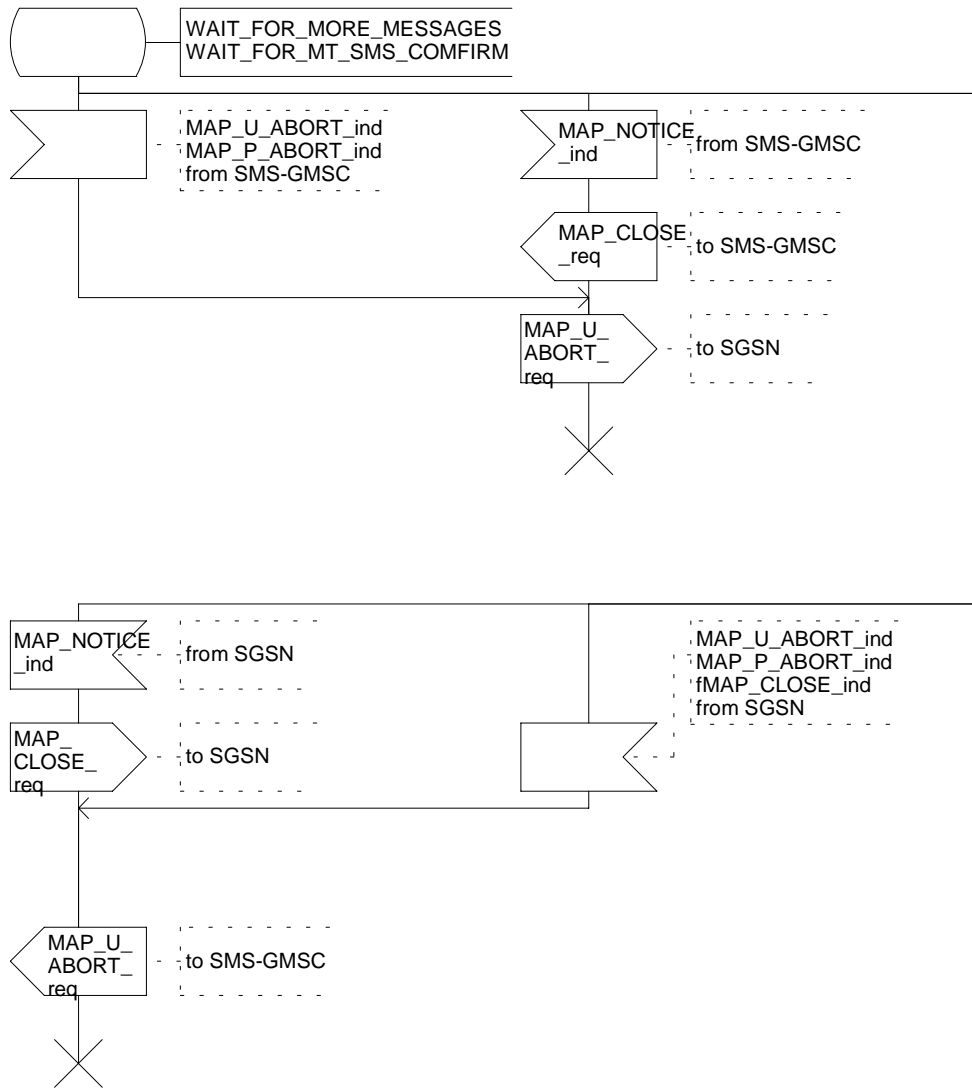 WAIT_FOR_MORE_MESSAGES
WAIT_FOR_MT_SMS_COMFIRM
MAP_U_ABORT_ind
MAP_P_ABORT_ind
from SMS-GMSC
MAP_NOTICE
_ind
from SMS-GMSC
MAP_CLOSE
_req
to SMS-GMSC
MAP_U_
ABORT_
req
to SGSN
MAP_NOTICE
_ind
from SGSN
MAP_U_ABORT_ind
MAP_P_ABORT_ind
fMAP_CLOSE_ind
from SGSN
MAP_
CLOSE_
req
to SGSN
MAP_U_
ABORT_
req
to SMS-GMSC